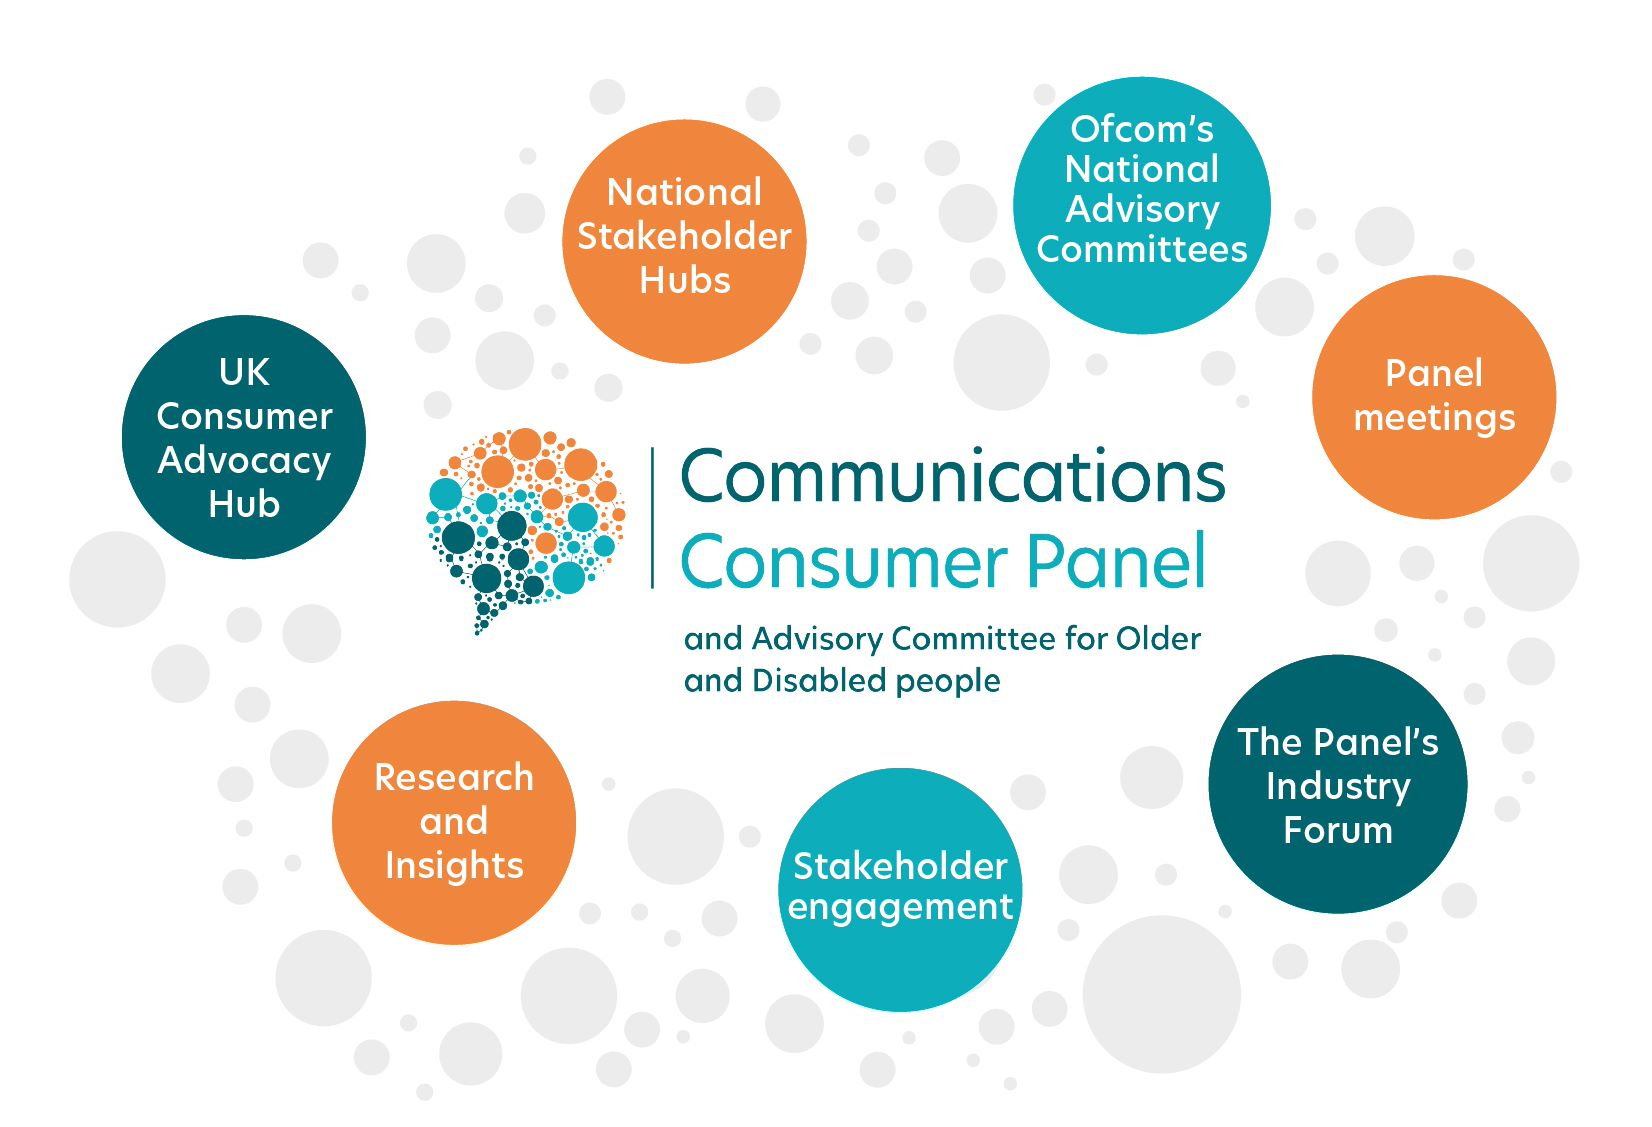 Ofcom's
National
Advisory
Committees
National
Stakeholder
Hubs
Panel
meetings
UK
Consumer
Advocacy
Hub
Communications
Consumer Panel
and Advisory Committee for Older
and Disabled people
The Panel's
Industry
Forum
Research
and
Insights
Stakeholder
engagement